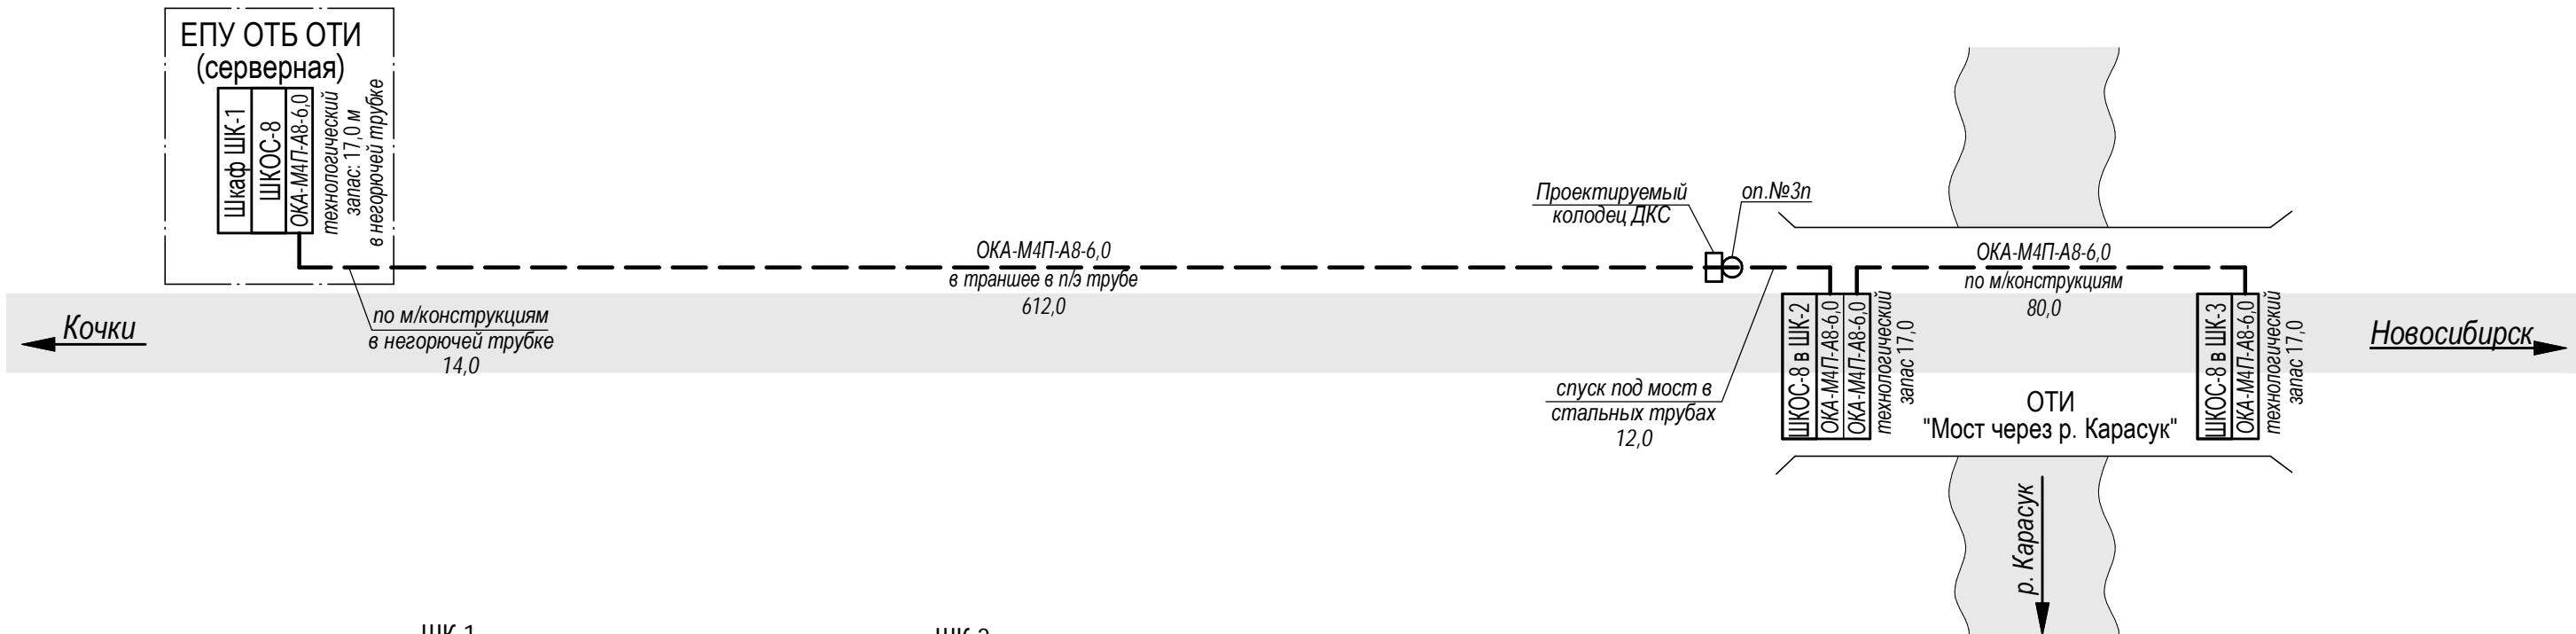 ЕПУ ОТБ ОТИ
(серверная)
Шкаф ШК-1
ШКОС-8
ОКА-М4П-А8-6,0
технологический
запас: 17,0 м
в негорючей трубке
Кочки
по м/конструкциям
в негорючей трубке
14,0
ОКА-М4П-А8-6,0
в траншее в п/э трубе
612,0
Проектируемый
колодец ДКС
оп.№3п
спуск под мост в
стальных трубах
12,0
ШКОС-8 в ШК-2
ОКА-М4П-А8-6,0
ОКА-М4П-А8-6,0
технологический
запас 17,0
ОКА-М4П-А8-6,0
по м/конструкциям
80,0
ОТИ
"Мост через р. Карасук"
ШКОС-8 в ШК-3
ОКА-М4П-А8-6,0
технологический
запас 17,0
Новосибирск
р. Карасук
ШК-1